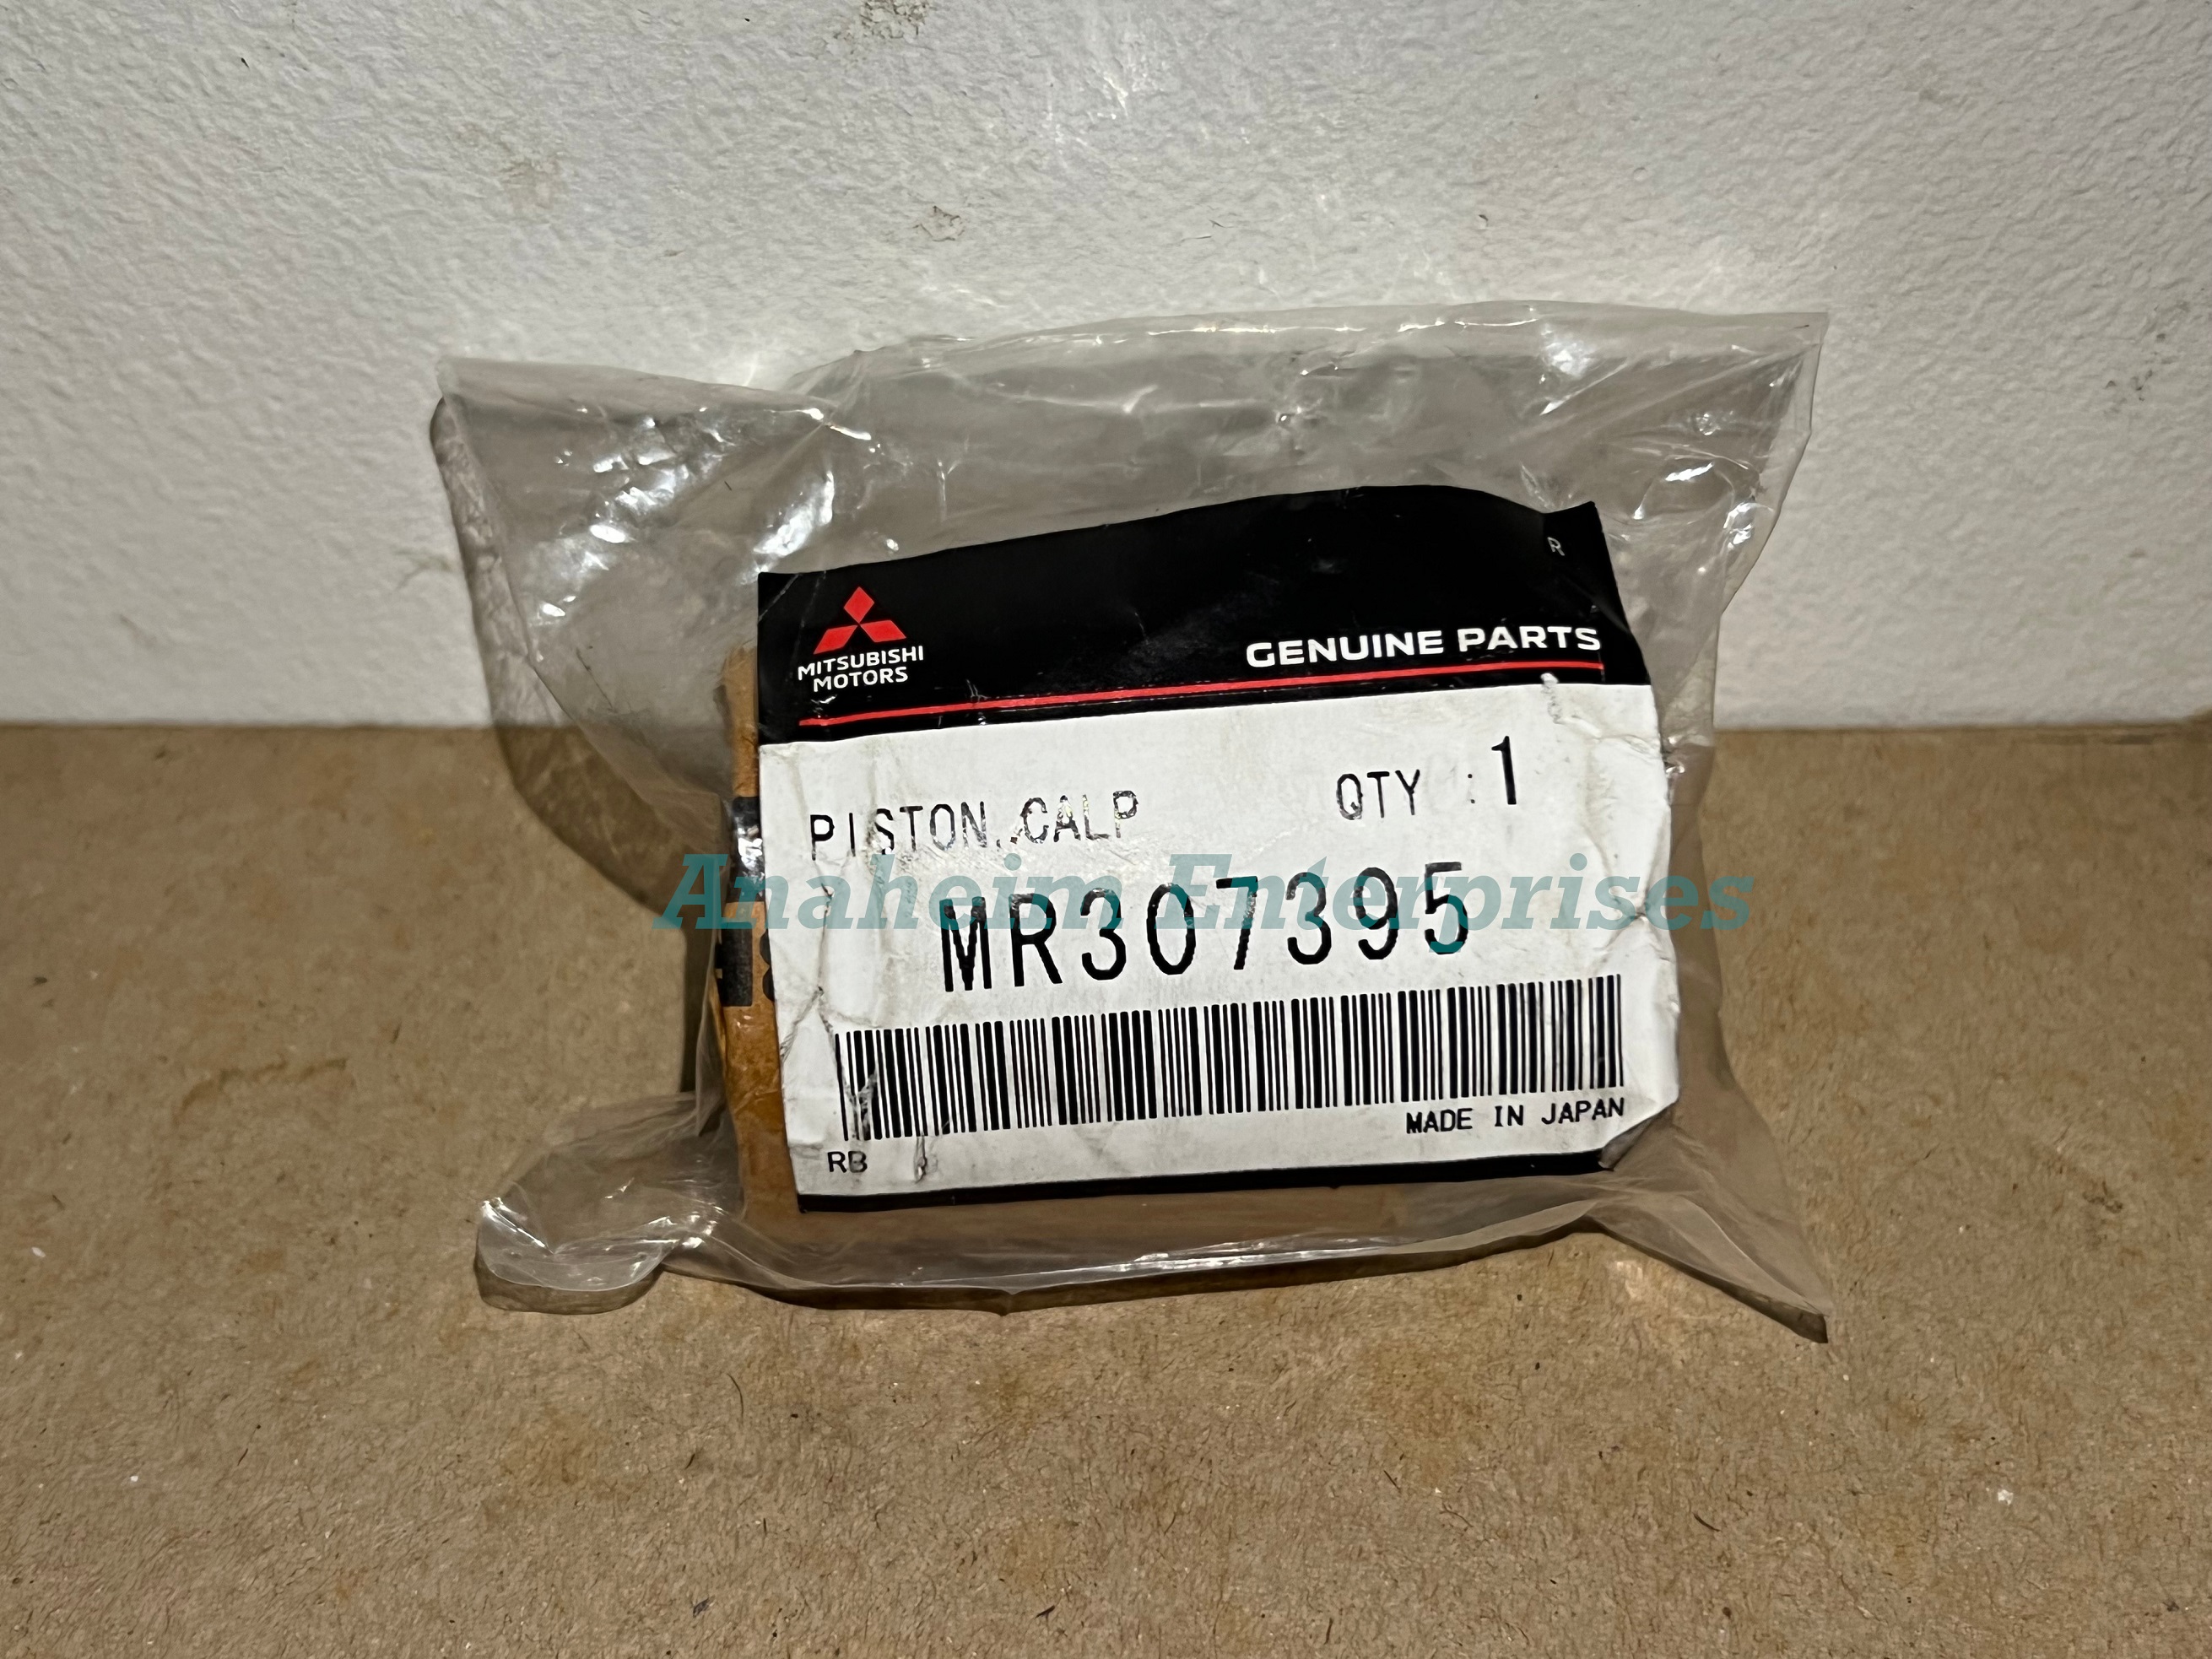 R
MITSUBISHI
MOTORS
GENUINE PARTS
PISTON,CALP
QTY :1
Anaheim Enterprises
MR307395
MADE IN JAPAN
RB